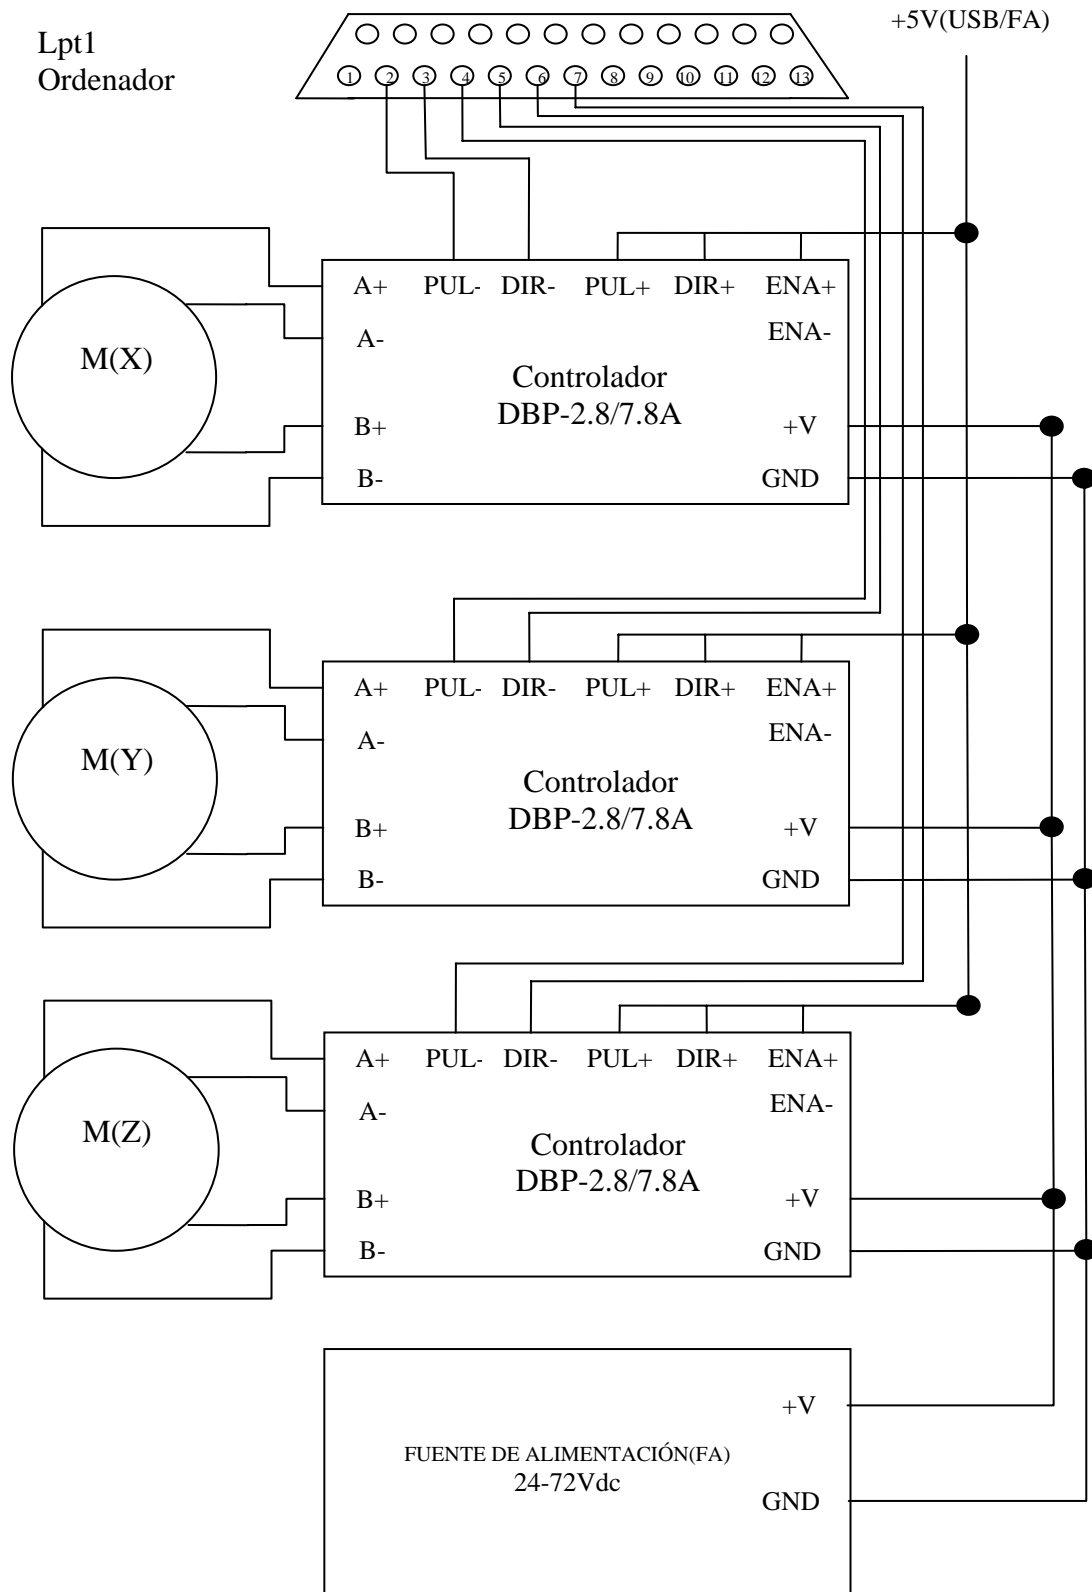 Lpt1
Ordenador
+5V(USB/FA)
1 2 3 4 5 6 7 8 9 10 11 12 13
A+ PUL- DIR- PUL+ DIR+ ENA+
A- ENA-
M(X)
Controlador
DBP-2.8/7.8A
B+ +V
B- GND
A+ PUL- DIR- PUL+ DIR+ ENA+
A- ENA-
M(Y)
Controlador
DBP-2.8/7.8A
B+ +V
B- GND
A+ PUL- DIR- PUL+ DIR+ ENA+
A- ENA-
M(Z)
Controlador
DBP-2.8/7.8A
B+ +V
B- GND
+V
FUENTE DE ALIMENTACIÓN(FA)
24-72Vdc
GND